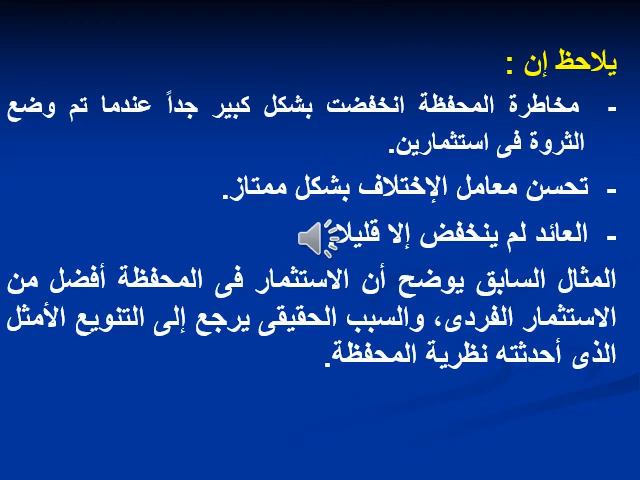 يلاحظ إن :
- مخاطرة المحفظة انخفضت بشكل كبير جداً عندما تم وضع
الثروة فى استثمارين.
- تحسن معامل الإختلاف بشكل ممتاز.
- العائد لم ينخفض إلا قليلا
المثال السابق يوضح أن الاستثمار فى المحفظة أفضل من
الاستثمار الفردى، والسبب الحقيقى يرجع إلى التنويع الأمثل
الذى أحدثته نظرية المحفظة.